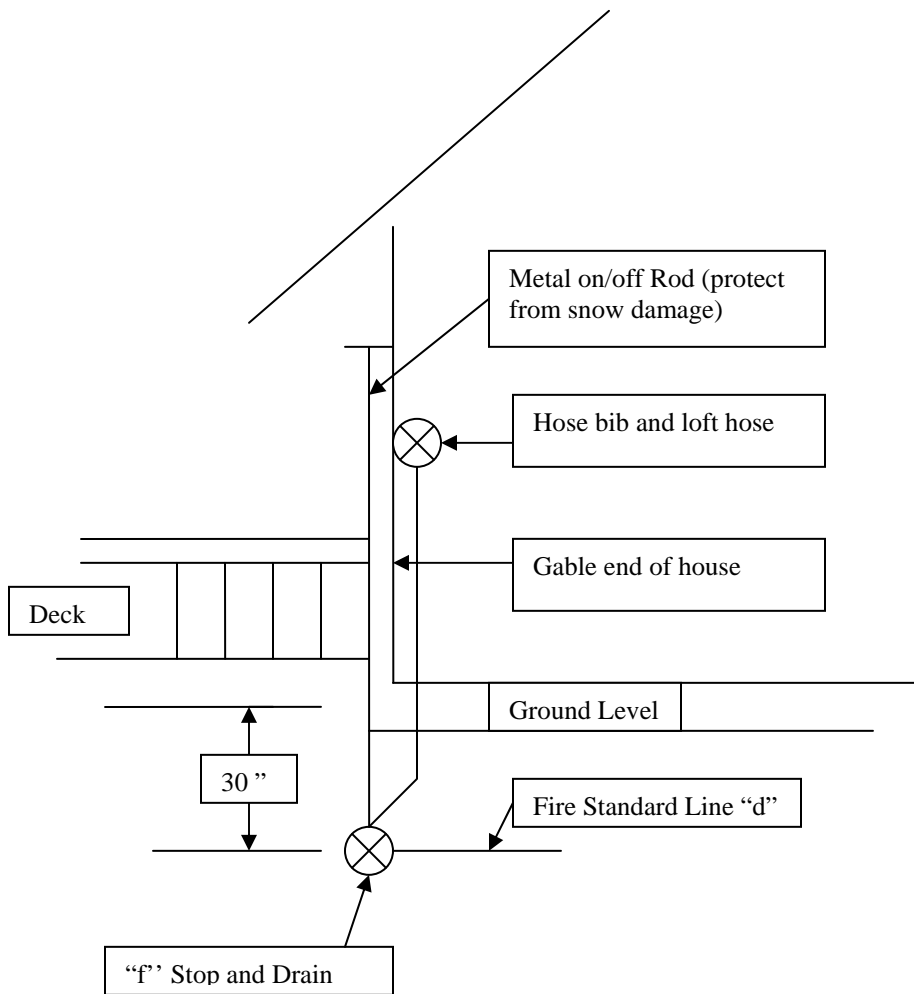 Metal on/off Rod (protect
from snow damage)
Hose bib and loft hose
Gable end of house
Deck
Ground Level
30 ”
Fire Standard Line “d”
“f’’ Stop and Drain